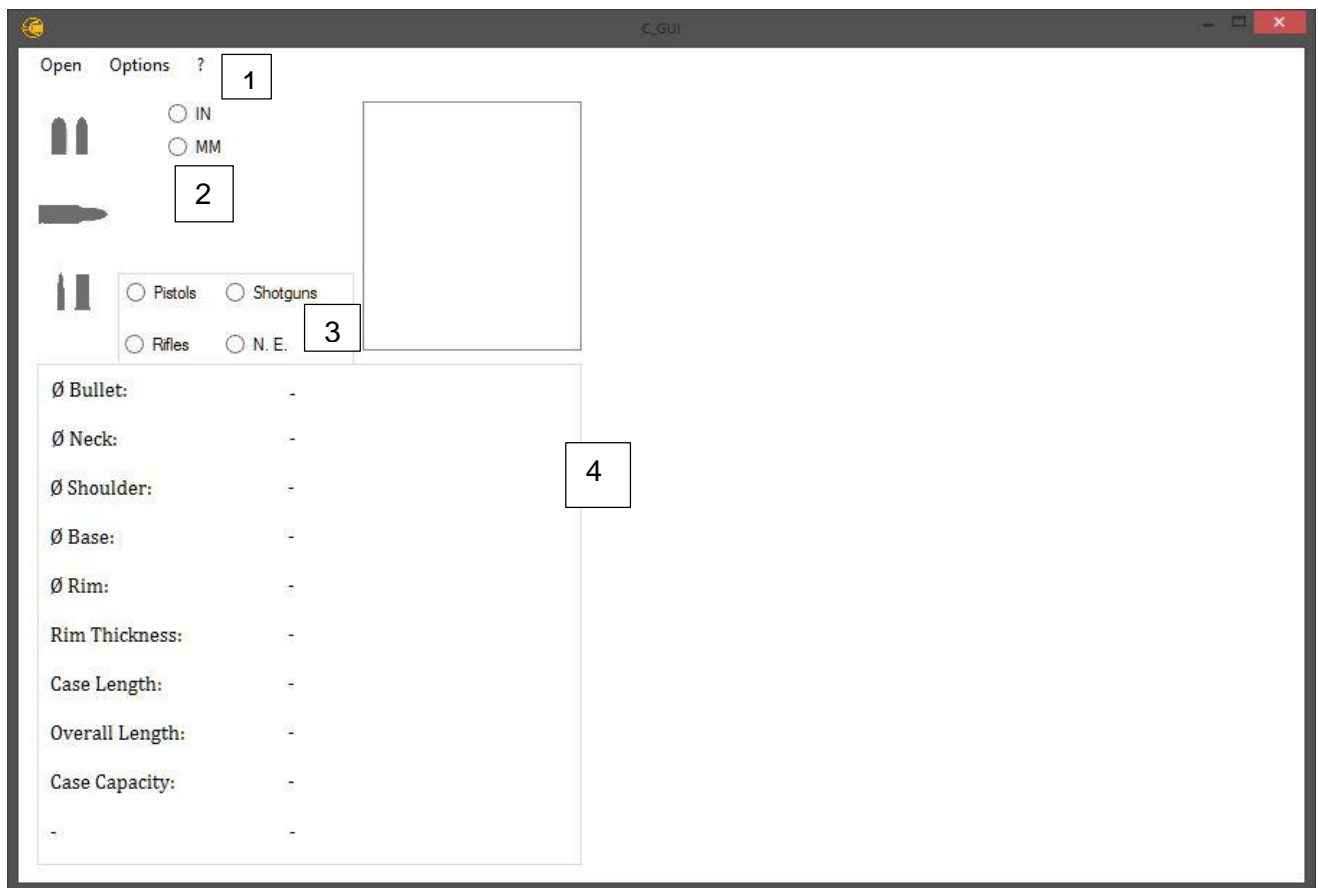 C_GUI
Open Options ?
1
IN
MM
2
Pistols Shotguns
3
Rifles N. E.
Ø Bullet: -
Ø Neck: -
4
Ø Shoulder: -
Ø Base: -
Ø Rim: -
Rim Thickness: -
Case Length: -
Overall Length: -
Case Capacity: -
- -